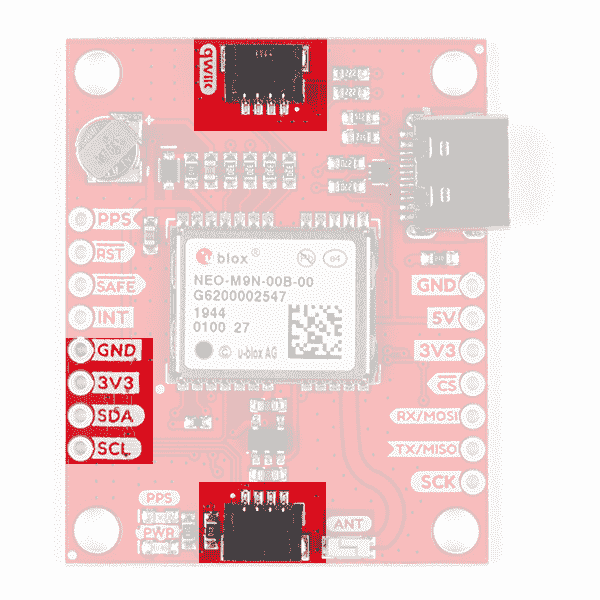 QWIIC
PPS
RST
SAFE
INT
GND
3V3
SDA
SCL
ublox®
NEO-M9N-00B-00
G6200002547
1944
0100 27
© u-blox AG
GND
5V
3V3
CS
RX/MOSI
TX/MISO
SCK
PPS
PWR
ANT